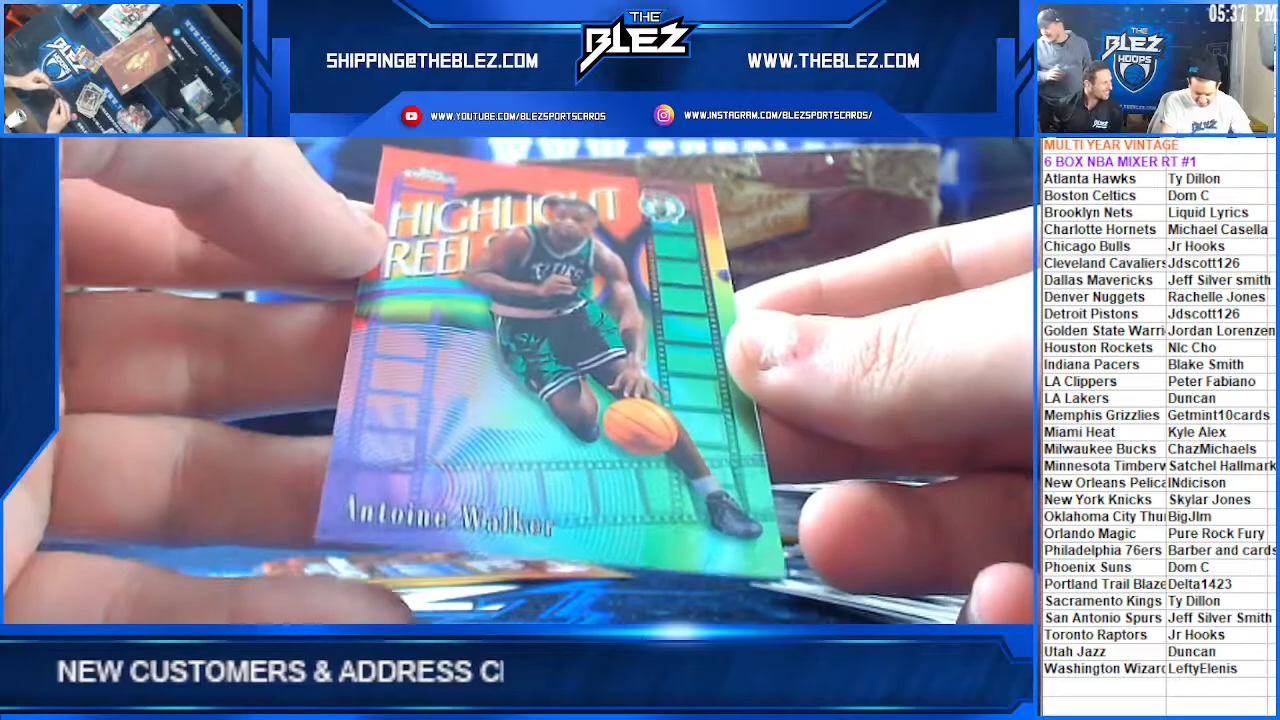 05:37 PM
THE
BLEZ
SHIPPING@THEBLEZ.COM
WWW.THEBLEZ.COM
WWW.YOUTUBE.COM/BLEZSPORTSCARDS
WWW.INSTAGRAM.COM/BLEZSPORTSCARDS/
THE
BLEZ
HOOPS
HIGHLIGHT
REELS
Antoine Walker
MULTI YEAR VINTAGE
6 BOX NBA MIXER RT #1
Atlanta Hawks Ty Dillon
Boston Celtics Dom C
Brooklyn Nets Liquid Lyrics
Charlotte Hornets Michael Casella
Chicago Bulls Jr Hooks
Cleveland Cavaliers Jdscott126
Dallas Mavericks Jeff Silver smith
Denver Nuggets Rachelle Jones
Detroit Pistons Jdscott126
Golden State Warri Jordan Lorenzen
Houston Rockets NIc Cho
Indiana Pacers Blake Smith
LA Clippers Peter Fabiano
LA Lakers Duncan
Memphis Grizzlies Getmint10cards
Miami Heat Kyle Alex
Milwaukee Bucks ChazMichaels
Minnesota Timberw Satchel Hallmark
New Orleans Pelica INdicison
New York Knicks Skylar Jones
Oklahoma City Thu BigJIm
Orlando Magic Pure Rock Fury
Philadelphia 76ers Barber and cards
Phoenix Suns Dom C
Portland Trail Blaze Delta1423
Sacramento Kings Ty Dillon
San Antonio Spurs Jeff Silver Smith
Toronto Raptors Jr Hooks
Utah Jazz Duncan
Washington Wizard LeftyElenis
NEW CUSTOMERS & ADDRESS C